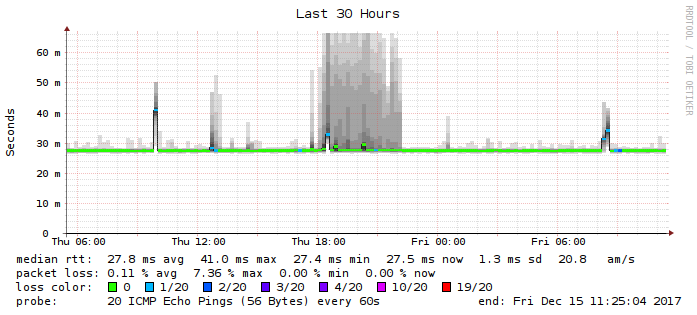 Last 30 Hours
RRDTOOL / TOBI OETIKER
Seconds
60 m
50 m
40 m
30 m
20 m
10 m
0
Thu 06:00 Thu 12:00 Thu 18:00 Fri 00:00 Fri 06:00
median rtt: 27.8 ms avg 41.0 ms max 27.4 ms min 27.5 ms now 1.3 ms sd 20.8 am/s
packet loss: 0.11 % avg 7.36 % max 0.00 % min 0.00 % now
loss color: 0 1/20 2/20 3/20 4/20 10/20 19/20
probe: 20 ICMP Echo Pings (56 Bytes) every 60s end: Fri Dec 15 11:25:04 2017